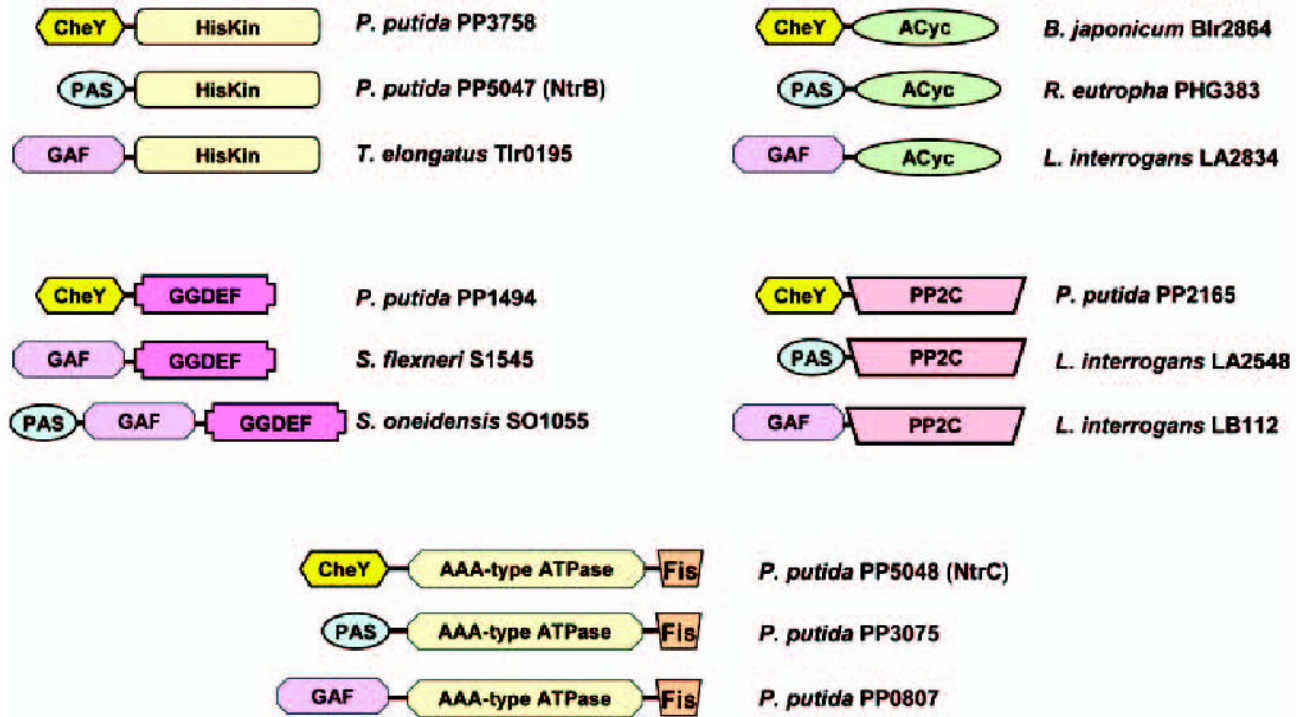 CheY HisKin P. putida PP3758
PAS HisKin P. putida PP5047 (NtrB)
GAF HisKin T. elongatus Tlr0195
CheY ACyc B. japonicum Blr2864
PAS ACyc R. eutropha PHG383
GAF ACyc L. interrogans LA2834
CheY GGDEF P. putida PP1494
GAF GGDEF S. flexneri S1545
PAS GAF GGDEF S. oneidensis SO1055
CheY PP2C P. putida PP2165
PAS PP2C L. interrogans LA2548
GAF PP2C L. interrogans LB112
CheY AAA-type ATPase Fis P. putida PP5048 (NtrC)
PAS AAA-type ATPase Fis P. putida PP3075
GAF AAA-type ATPase Fis P. putida PP0807